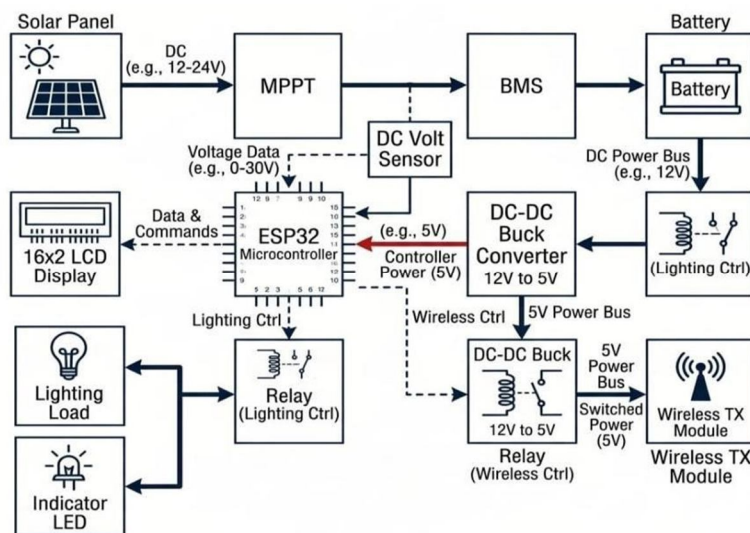 Solar Panel
DC
(e.g., 12-24V)
MPPT
BMS
Battery
Battery
DC Volt
Sensor
Voltage Data
(e.g., 0-30V)
DC Power Bus
(e.g., 12V)
16x2 LCD
Display
Data &
Commands
ESP32
Microcontroller
(e.g., 5V)
Controller
Power (5V)
DC-DC
Buck
Converter
12V to 5V
(Lighting Ctrl)
Lighting Ctrl
Wireless Ctrl
5V Power Bus
Lighting
Load
Indicator
LED
Relay
(Lighting Ctrl)
DC-DC Buck
12V to 5V
Relay
(Wireless Ctrl)
5V
Power
Bus
Switched
Power
(5V)
Wireless TX
Module
Wireless TX
Module